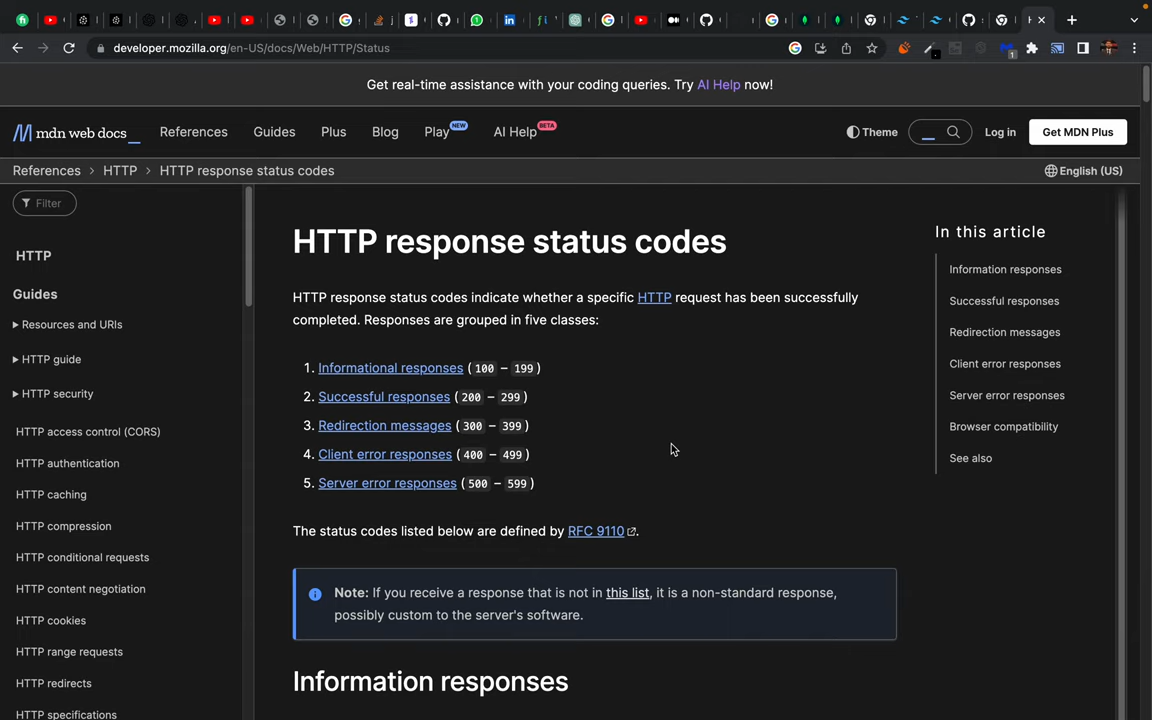 developer.mozilla.org/en-US/docs/Web/HTTP/Status
1
Get real-time assistance with your coding queries. Try AI Help now!
mdn web docs_
References
Guides
Plus
Blog
Play NEW
AI Help BETA
Theme
Log in
Get MDN Plus
References > HTTP > HTTP response status codes
English (US)
Filter
HTTP
Guides
Resources and URIs
HTTP guide
HTTP security
HTTP access control (CORS)
HTTP authentication
HTTP caching
HTTP compression
HTTP conditional requests
HTTP content negotiation
HTTP cookies
HTTP range requests
HTTP redirects
HTTP specifications
HTTP response status codes
HTTP response status codes indicate whether a specific HTTP request has been successfully
completed. Responses are grouped in five classes:
1. Informational responses (100 – 199)
2. Successful responses (200 – 299)
3. Redirection messages (300 – 399)
4. Client error responses (400 – 499)
5. Server error responses (500 – 599)
The status codes listed below are defined by RFC 9110.
Note: If you receive a response that is not in this list, it is a non-standard response,
possibly custom to the server's software.
Information responses
In this article
Information responses
Successful responses
Redirection messages
Client error responses
Server error responses
Browser compatibility
See also